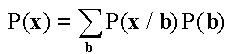 P(x) = ∑ P(x / b) P(b)
b